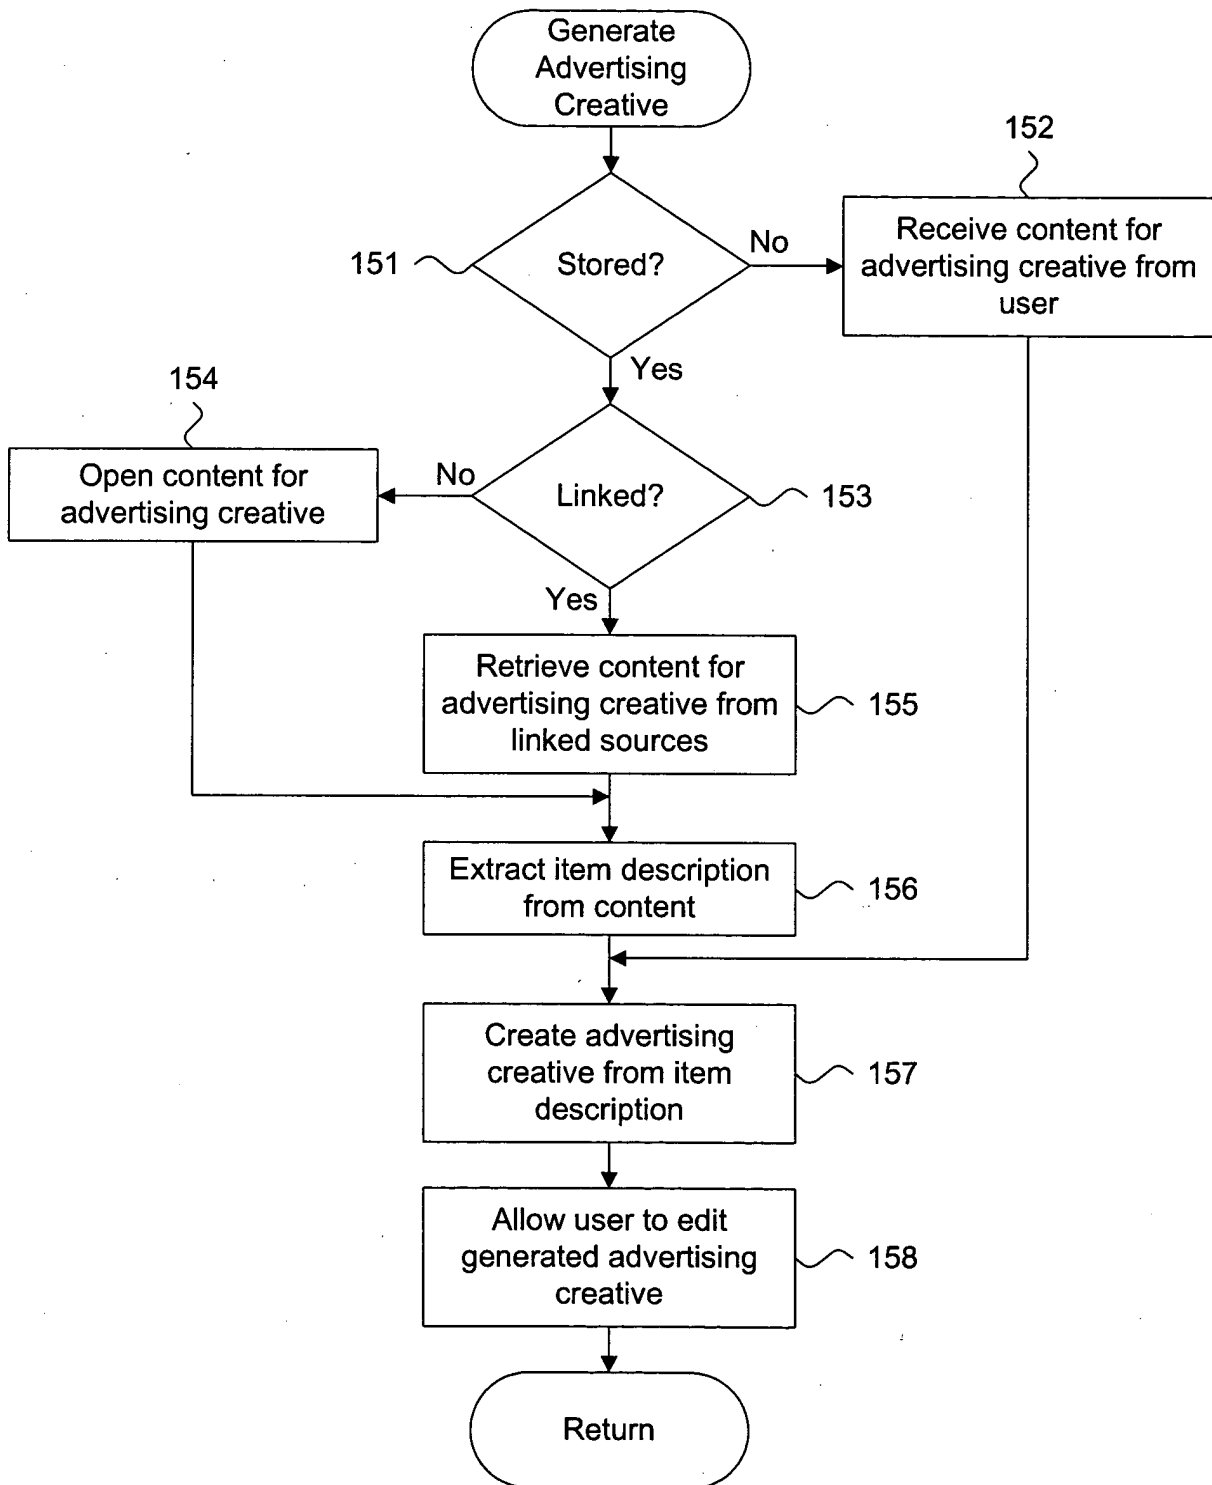 Generate
Advertising
Creative
152
151
Stored?
No
Receive content for
advertising creative from
user
Yes
154
Open content for
advertising creative
No
Linked?
153
Yes
Retrieve content for
advertising creative from
linked sources
155
Extract item description
from content
156
Create advertising
creative from item
description
157
Allow user to edit
generated advertising
creative
158
Return